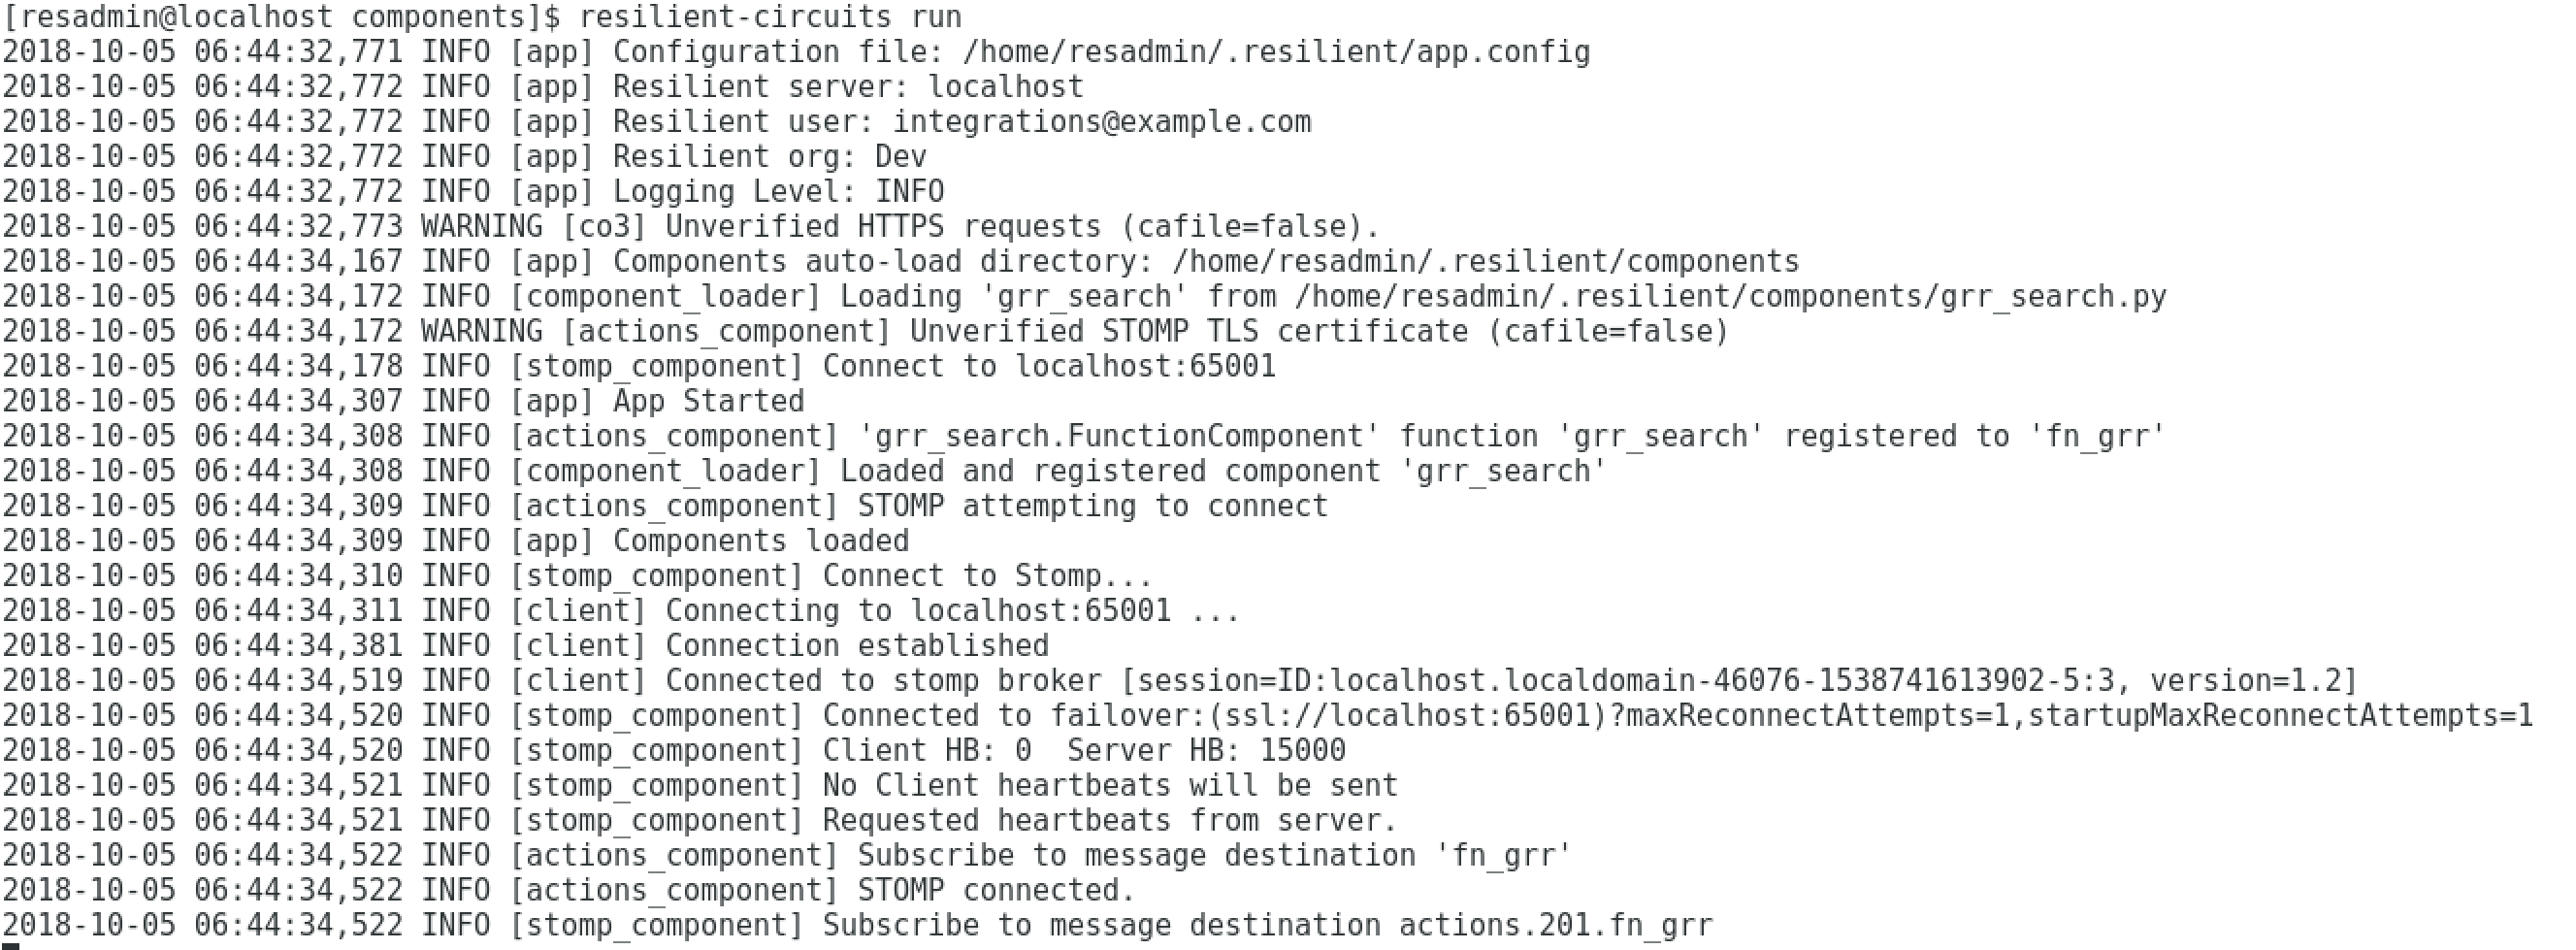 [resadmin@localhost components]$ resilient-circuits run
2018-10-05 06:44:32,771 INFO [app] Configuration file: /home/resadmin/.resilient/app.config
2018-10-05 06:44:32,772 INFO [app] Resilient server: localhost
2018-10-05 06:44:32,772 INFO [app] Resilient user: integrations@example.com
2018-10-05 06:44:32,772 INFO [app] Resilient org: Dev
2018-10-05 06:44:32,772 INFO [app] Logging Level: INFO
2018-10-05 06:44:32,773 WARNING [co3] Unverified HTTPS requests (cafile=false).
2018-10-05 06:44:34,167 INFO [app] Components auto-load directory: /home/resadmin/.resilient/components
2018-10-05 06:44:34,172 INFO [component_loader] Loading 'grr_search' from /home/resadmin/.resilient/components/grr_search.py
2018-10-05 06:44:34,172 WARNING [actions_component] Unverified STOMP TLS certificate (cafile=false)
2018-10-05 06:44:34,178 INFO [stomp_component] Connect to localhost:65001
2018-10-05 06:44:34,307 INFO [app] App Started
2018-10-05 06:44:34,308 INFO [actions_component] 'grr_search.FunctionComponent' function 'grr_search' registered to 'fn_grr'
2018-10-05 06:44:34,308 INFO [component_loader] Loaded and registered component 'grr_search'
2018-10-05 06:44:34,309 INFO [actions_component] STOMP attempting to connect
2018-10-05 06:44:34,309 INFO [app] Components loaded
2018-10-05 06:44:34,310 INFO [stomp_component] Connect to Stomp...
2018-10-05 06:44:34,311 INFO [client] Connecting to localhost:65001 ...
2018-10-05 06:44:34,381 INFO [client] Connection established
2018-10-05 06:44:34,519 INFO [client] Connected to stomp broker [session=ID:localhost.localdomain-46076-1538741613902-5:3, version=1.2]
2018-10-05 06:44:34,520 INFO [stomp_component] Connected to failover:(ssl://localhost:65001)?maxReconnectAttempts=1,startupMaxReconnectAttempts=1
2018-10-05 06:44:34,520 INFO [stomp_component] Client HB: 0  Server HB: 15000
2018-10-05 06:44:34,521 INFO [stomp_component] No Client heartbeats will be sent
2018-10-05 06:44:34,521 INFO [stomp_component] Requested heartbeats from server.
2018-10-05 06:44:34,522 INFO [actions_component] Subscribe to message destination 'fn_grr'
2018-10-05 06:44:34,522 INFO [actions_component] STOMP connected.
2018-10-05 06:44:34,522 INFO [stomp_component] Subscribe to message destination actions.201.fn_grr